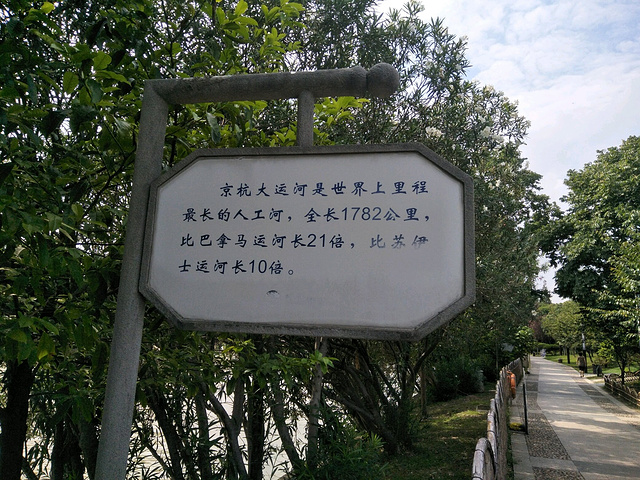 京杭大运河是世界上里程
最长的人工河，全长1782公里，
比巴拿马运河长21倍，比苏伊
士运河长10倍。